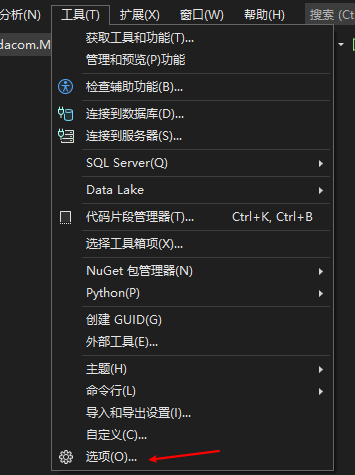 分析(N) 工具(T) 扩展(X) 窗口(W) 帮助(H) 搜索 (Ct
dacom.M
获取工具和功能(T)...
管理和预览(P)功能
检查辅助功能(B)...
连接到数据库(D)...
连接到服务器(S)...
SQL Server(Q)
Data Lake
代码片段管理器(T)... Ctrl+K, Ctrl+B
选择工具箱项(X)...
NuGet 包管理器(N)
Python(P)
创建 GUID(G)
外部工具(E)...
主题(H)
命令行(L)
导入和导出设置(I)...
自定义(C)...
选项(O)...